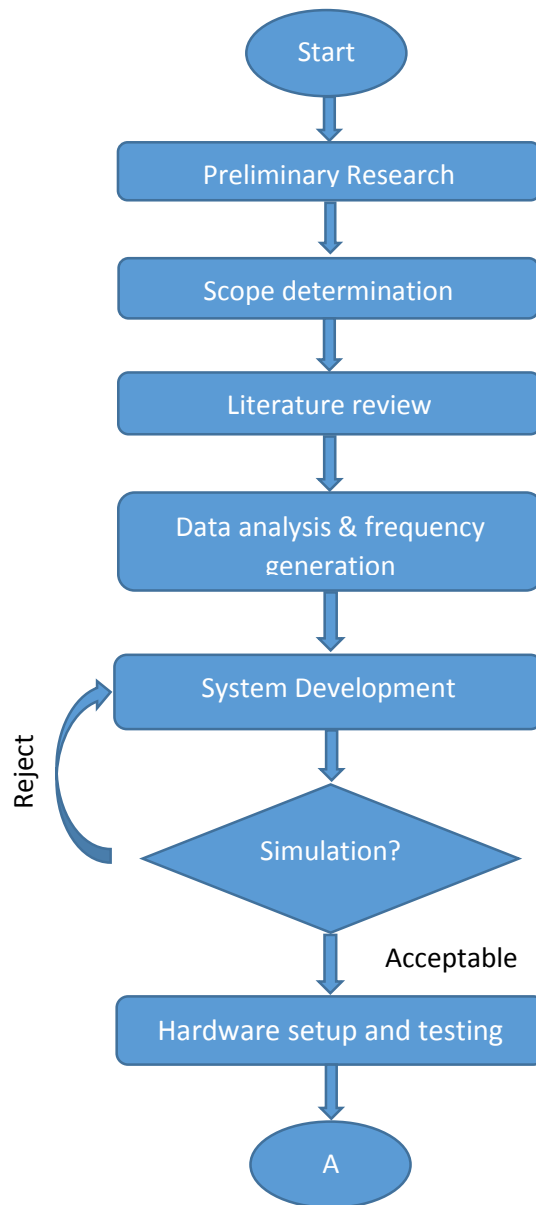 Start
Preliminary Research
Scope determination
Literature review
Data analysis & frequency
generation
System Development
Reject
Simulation?
Acceptable
Hardware setup and testing
A